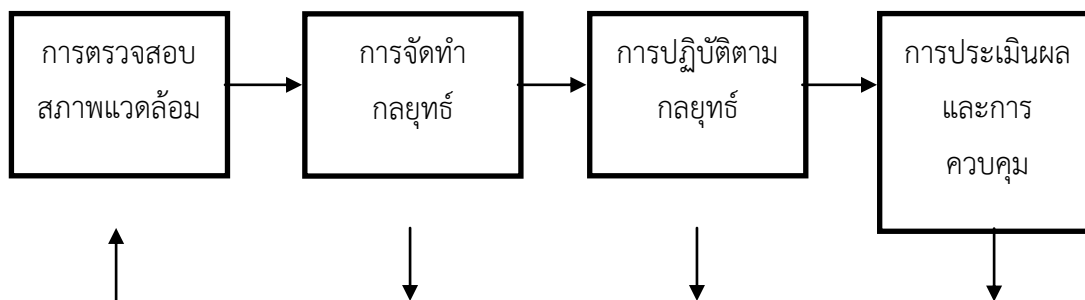 การตรวจสอบ
สภาพแวดล้อม
การจัดทำ
กลยุทธ์
การปฏิบัติตาม
กลยุทธ์
การประเมินผล
และการ
ควบคุม